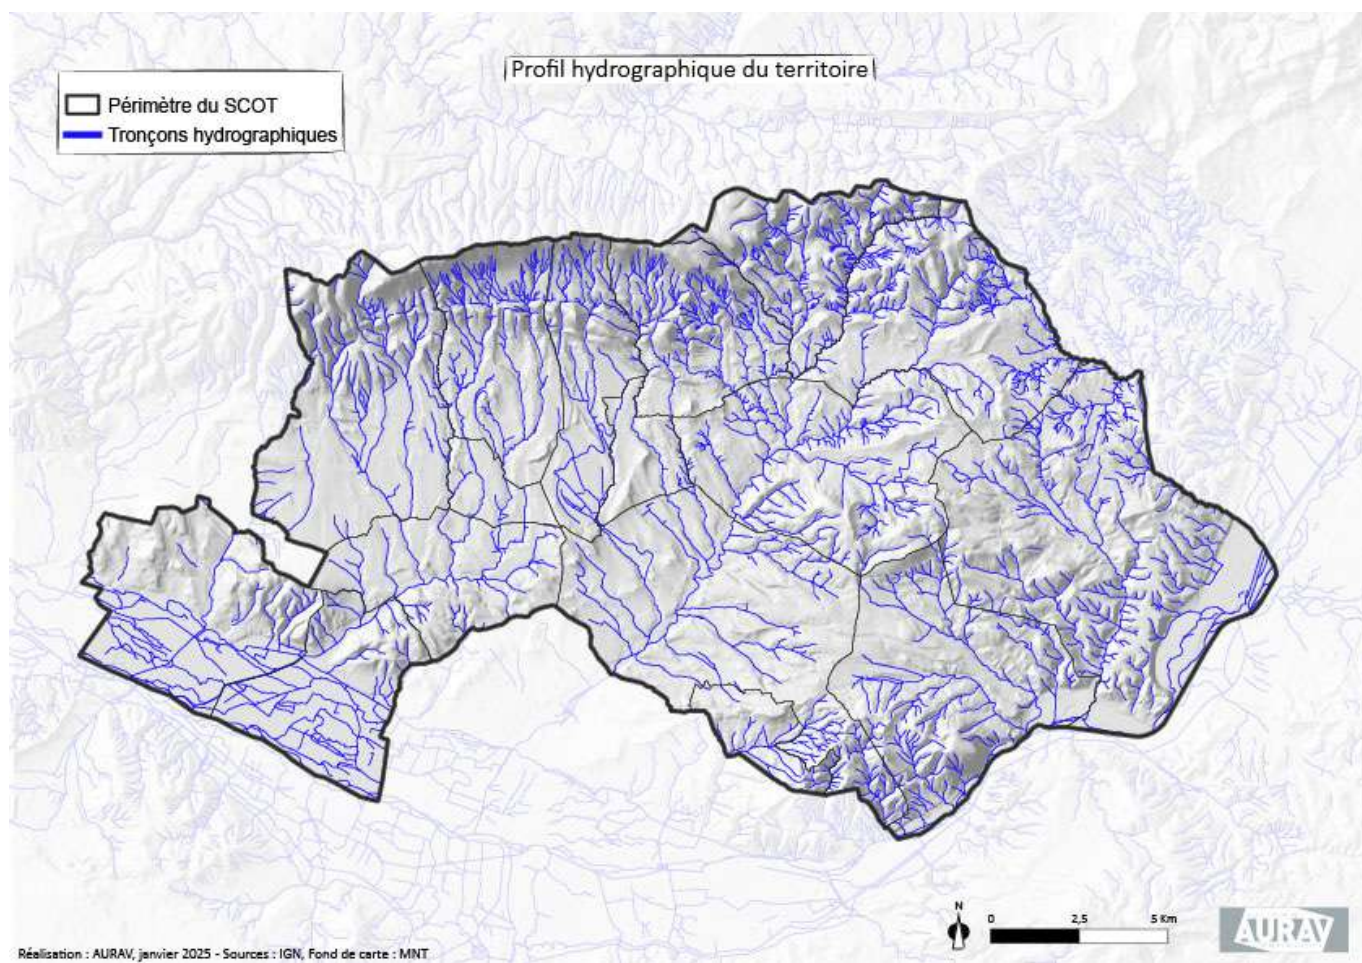 Profil hydrographique du territoire
Périmètre du SCOT
Tronçons hydrographiques
N
0 2,5 5 Km
AURAV
Réalisation : AURAV, janvier 2025 - Sources : IGN, Fond de carte : MNT